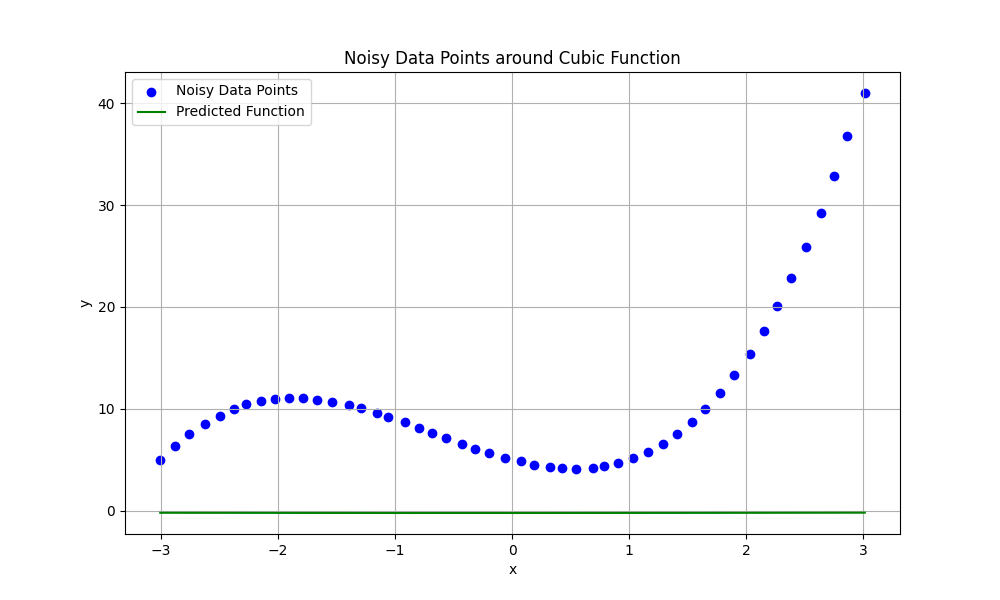 Noisy Data Points around Cubic Function
Noisy Data Points
Predicted Function
y
40
30
20
10
0
−3
−2
−1
0
1
2
3
x